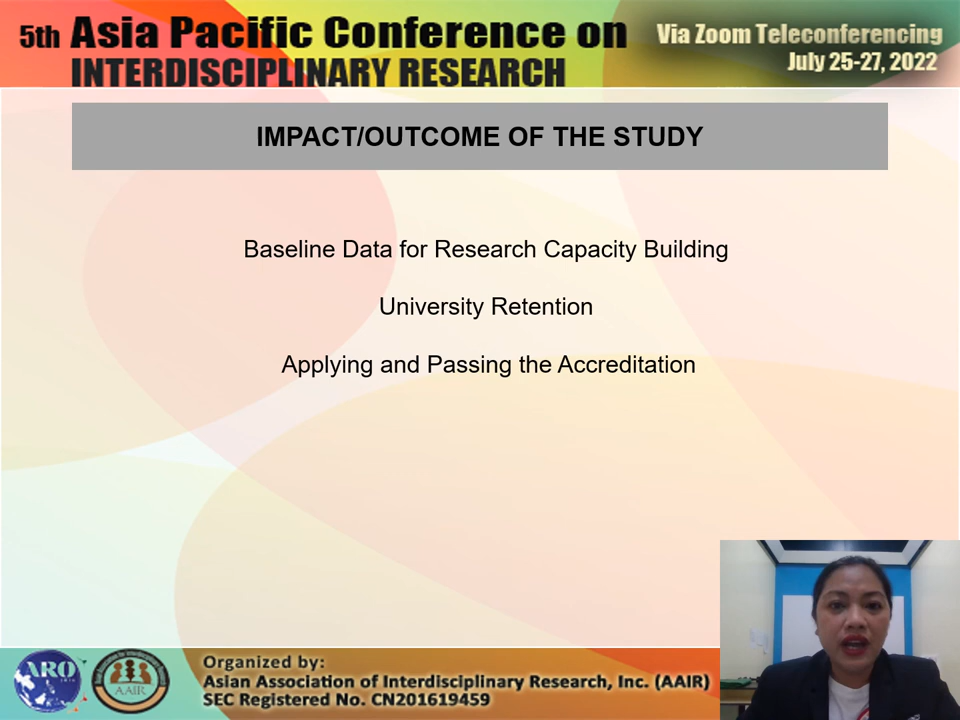 5th Asia Pacific Conference on
INTERDISCIPLINARY RESEARCH
Via Zoom Teleconferencing
July 25-27, 2022
IMPACT/OUTCOME OF THE STUDY
Baseline Data for Research Capacity Building
University Retention
Applying and Passing the Accreditation
ARO
AAIR
Organized by:
Asian Association of Interdisciplinary Research, Inc. (AAIR)
SEC Registered No. CN201619459